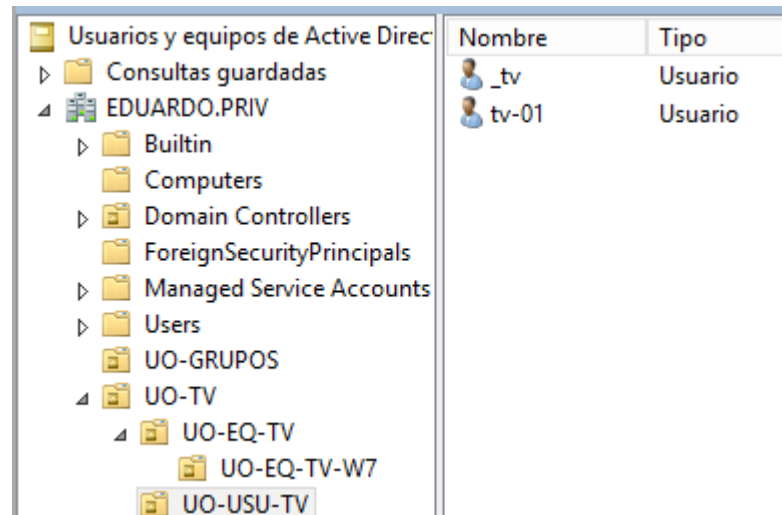 Usuarios y equipos de Active Direc
Consultas guardadas
EDUARDO.PRIV
Builtin
Computers
Domain Controllers
ForeignSecurityPrincipals
Managed Service Accounts
Users
UO-GRUPOS
UO-TV
UO-EQ-TV
UO-EQ-TV-W7
UO-USU-TV
Nombre Tipo
_tv Usuario
tv-01 Usuario